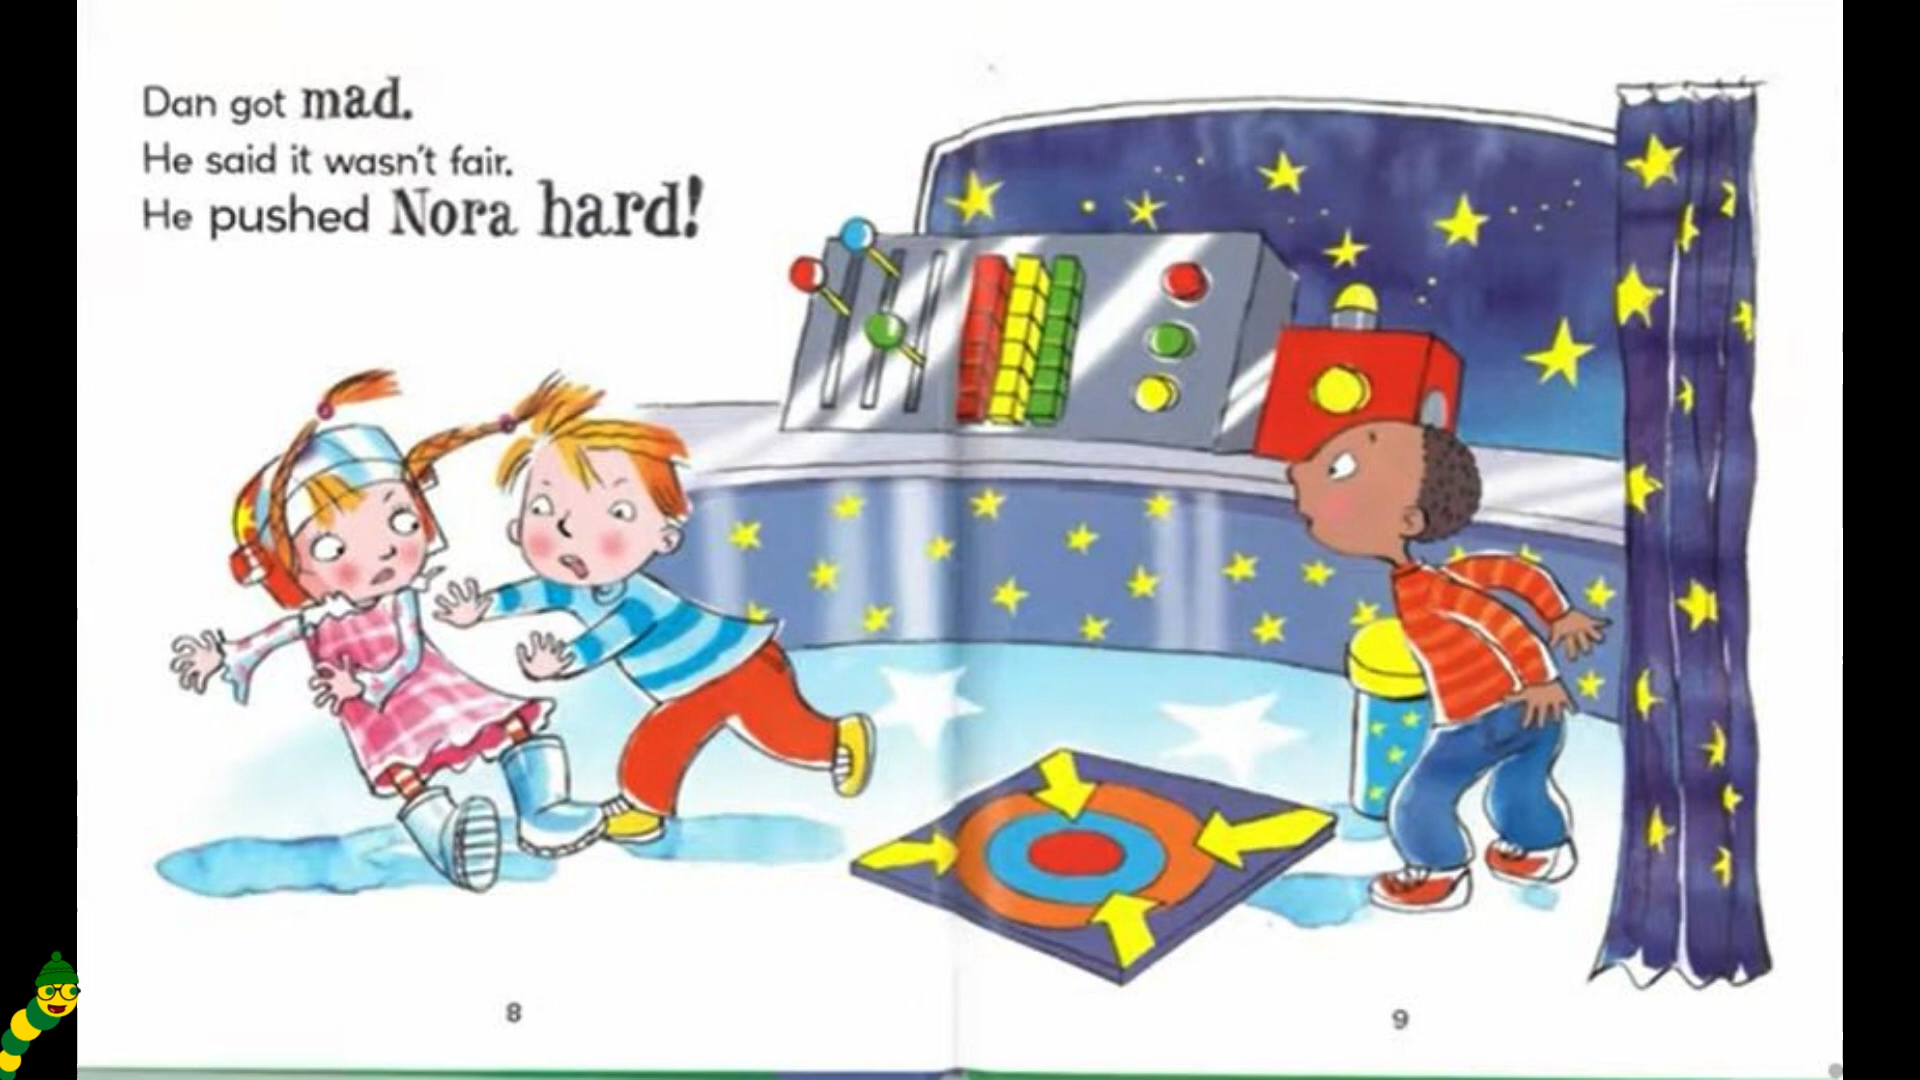 Dan got mad.
He said it wasn't fair.
He pushed Nora hard!
8
9